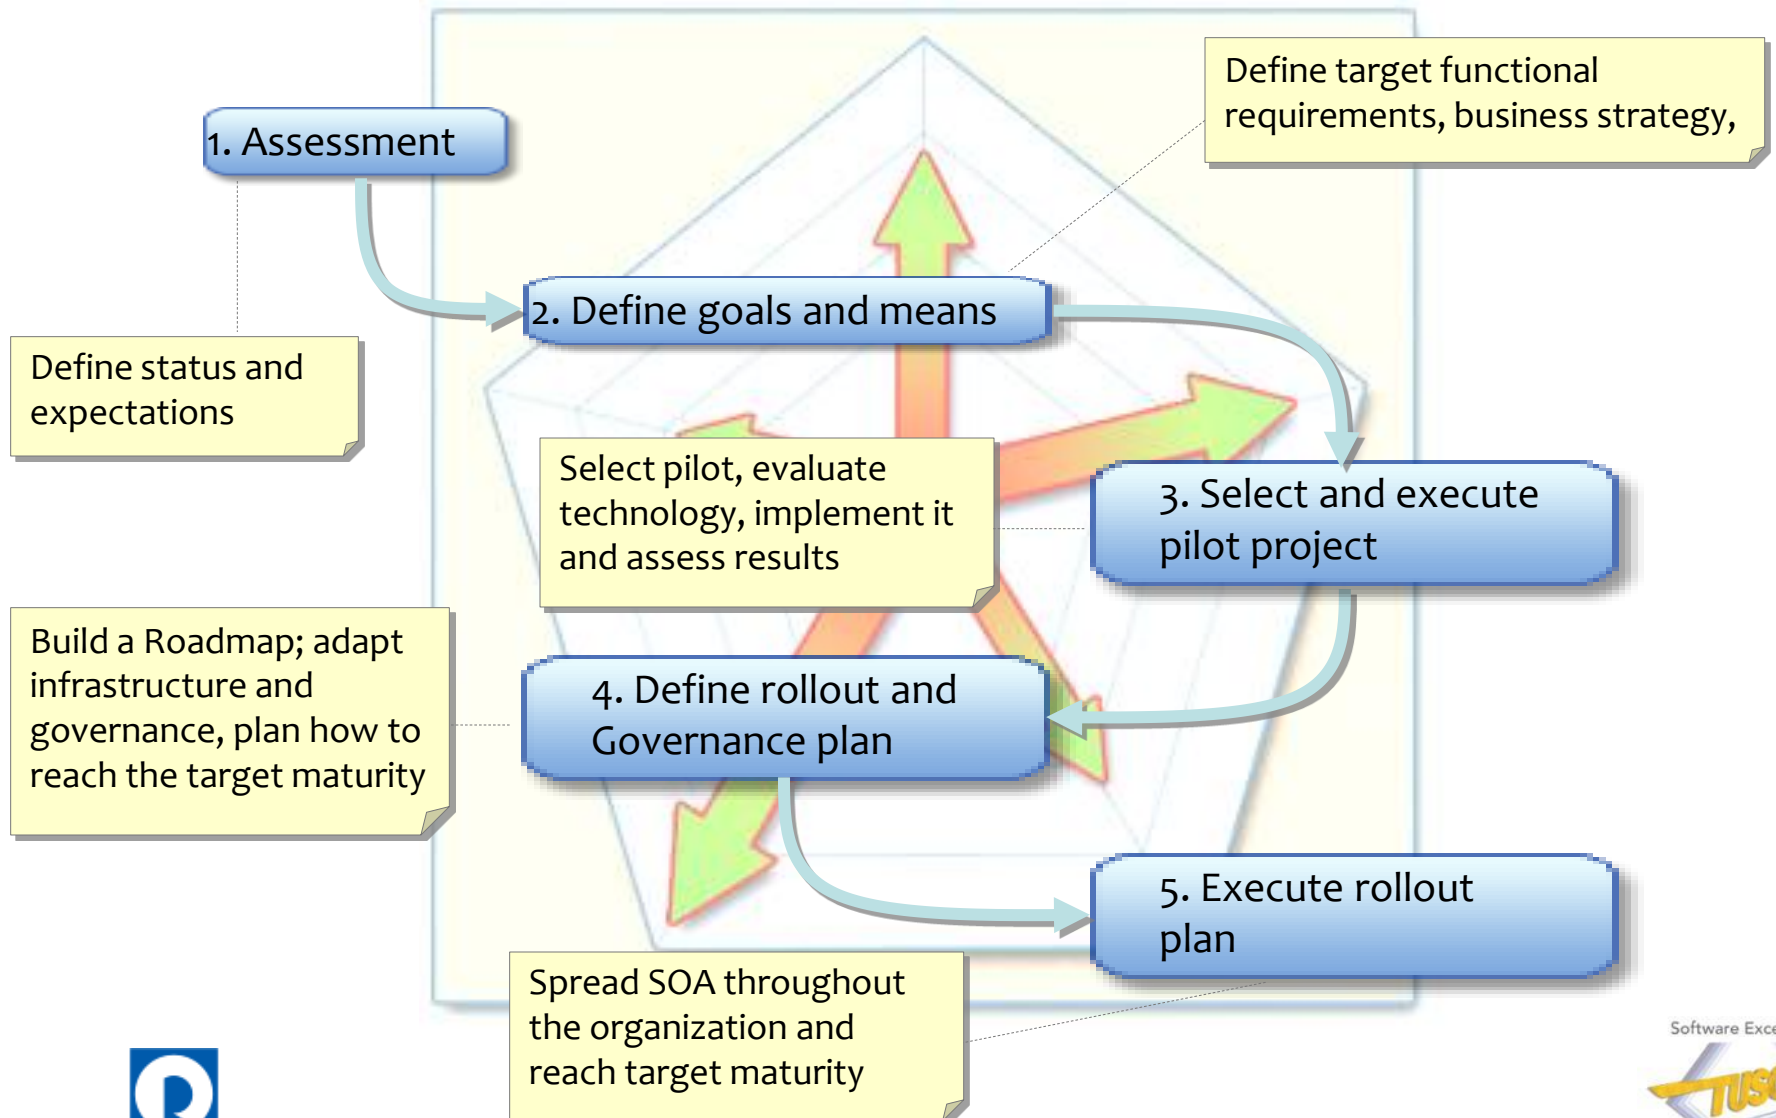 Define target functional
requirements, business strategy,
1. Assessment
2. Define goals and means
Define status and
expectations
Select pilot, evaluate
technology, implement it
and assess results
3. Select and execute
pilot project
Build a Roadmap; adapt
infrastructure and
governance, plan how to
reach the target maturity
4. Define rollout and
Governance plan
5. Execute rollout
plan
Spread SOA throughout
the organization and
reach target maturity
Software